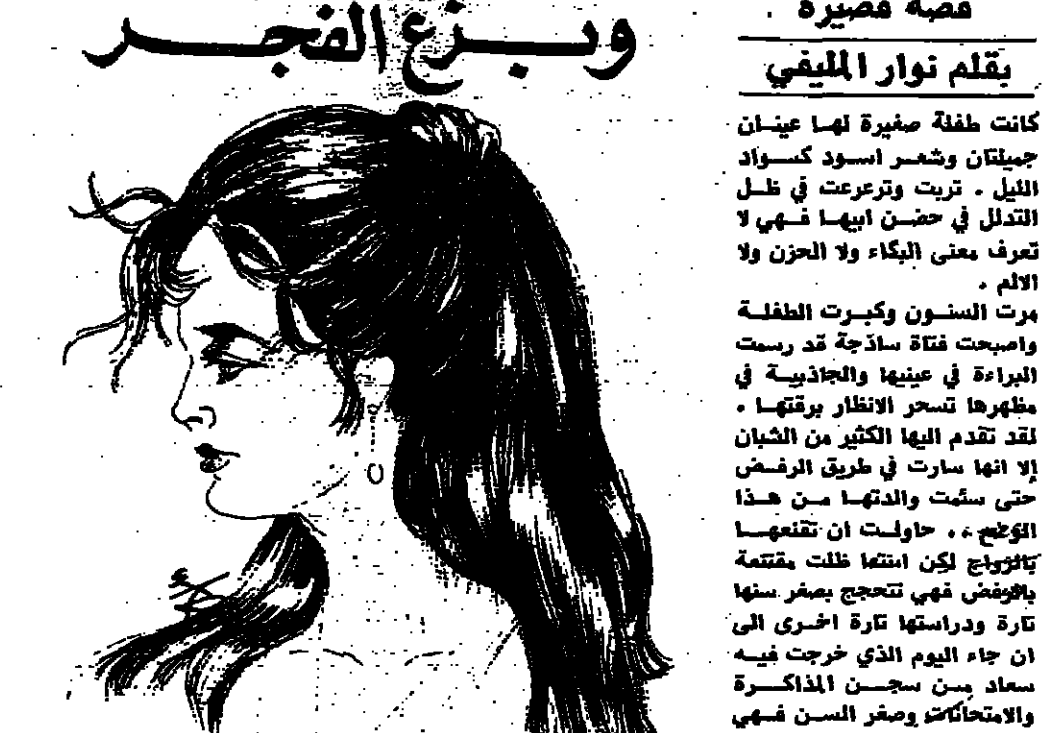 وبزغ الفجر
قصة قصيرة .
بقلم نوار المليفي
كانت طفلة صغيرة لها عينان
جميلتان وشعر اسود كسواد
الليل . تربت وترعرعت في ظل
التدلل في حضن ابيها فهي لا
تعرف معنى البكاء ولا الحزن ولا
الالم .
مرت السنون وكبرت الطفلة
واصبحت فتاة ساذجة قد رسمت
البراءة في عينيها والجاذبية في
مظهرها تسحر الانظار برقتها .
لقد تقدم اليها الكثير من الشبان
إلا انها سارت في طريق الرفض
حتى سئمت والدتها من هذا
الوضع .. حاولت ان تقنعها
بالزواج لكن ابنتها ظلت مقتنعة
بالرفض فهي تتحجج بصغر سنها
تارة ودراستها تارة اخرى الى
ان جاء اليوم الذي خرجت فيه
سعاد من سجن المذاكرة
والامتحانات وصغر السن فهي